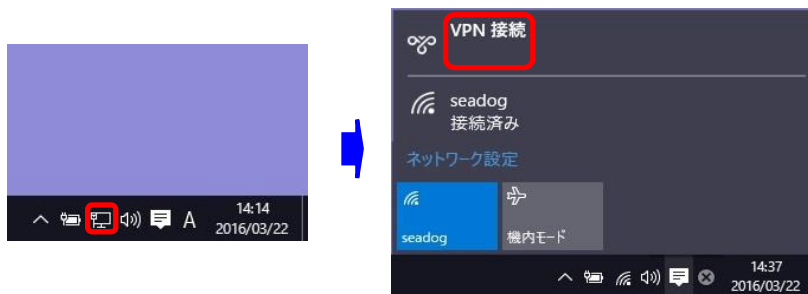 A
14:14
2016/03/22
VPN 接続
seadog
接続済み
ネットワーク設定
seadog
機内モード
14:37
2016/03/22